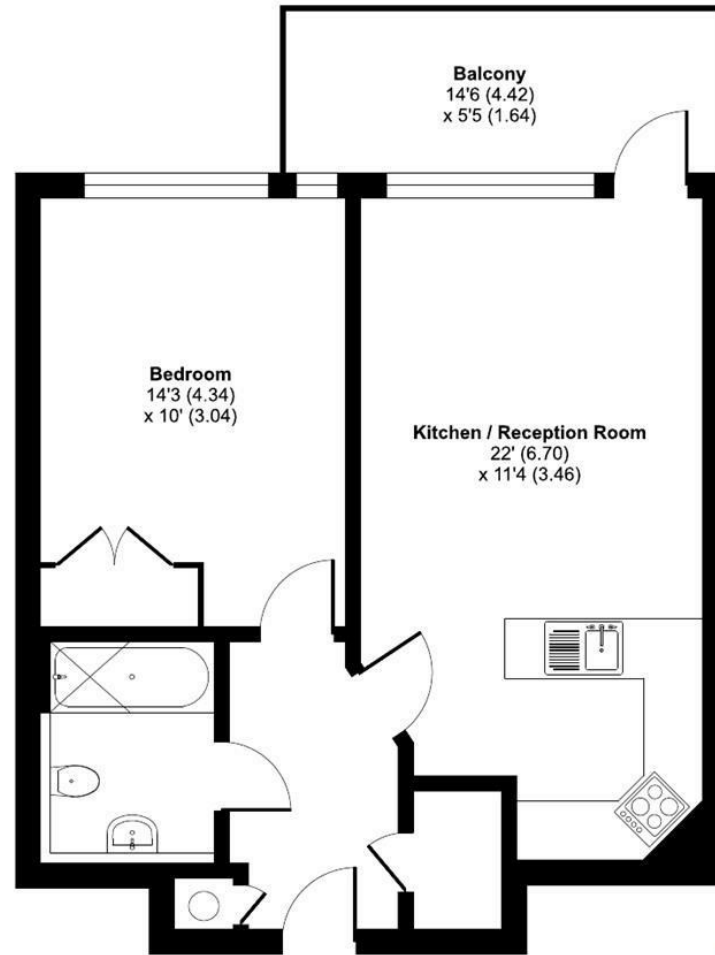 Balcony
14'6 (4.42)
x 5'5 (1.64)
Bedroom
14'3 (4.34)
x 10' (3.04)
Kitchen / Reception Room
22' (6.70)
x 11'4 (3.46)